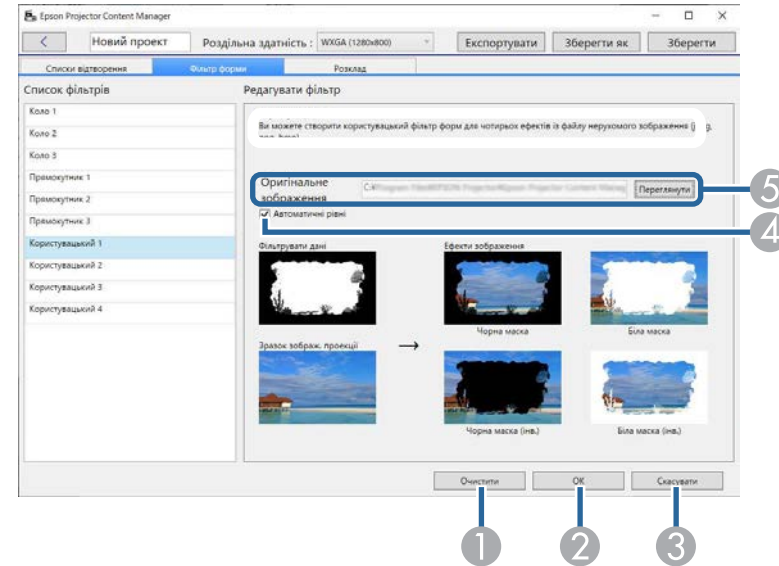 Epson Projector Content Manager
Новий проект Роздільна здатність : WXGA (1280x800) Експортувати Зберегти як Зберегти
Списки відтворення Фільтр форми Розклад
Список фільтрів Редагувати фільтр
Коло 1
Коло 2
Коло 3
Прямокутник 1
Прямокутник 2
Прямокутник 3
Користувацький 1
Користувацький 2
Користувацький 3
Користувацький 4
Ви можете створити користувацький фільтр форм для чотирьох ефектів із файлу нерухомого зображення (j g,
Оригінальне
зображення
Переглянути
5
Автоматичні рівні
4
Фільтрувати дані Ефекти зображення
Чорна маска Біла маска
Зразок зображ. проекції →
Чорна маска (інв.) Біла маска (інв.)
Очистити ОК Скасувати
1 2 3